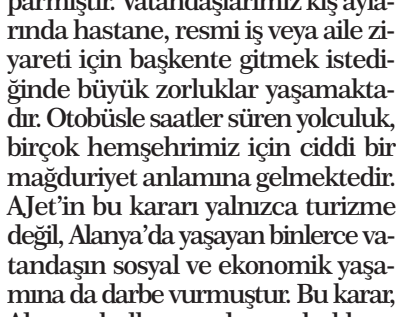 parmıştır. Vatandaşlarımız kış ayla-
rında hastane, resmi iş veya aile zi-
yareti için başkente gitmek istedi-
ğinde büyük zorluklar yaşamakta-
dır. Otobüsle saatler süren yolculuk,
birçok hemşehrimiz için ciddi bir
mağduriyet anlamına gelmektedir.
AJet'in bu kararı yalnızca turizme
değil, Alanya'da yaşayan binlerce va-
tandaşın sosyal ve ekonomik yaşa-
mına da darbe vurmuştur. Bu karar,